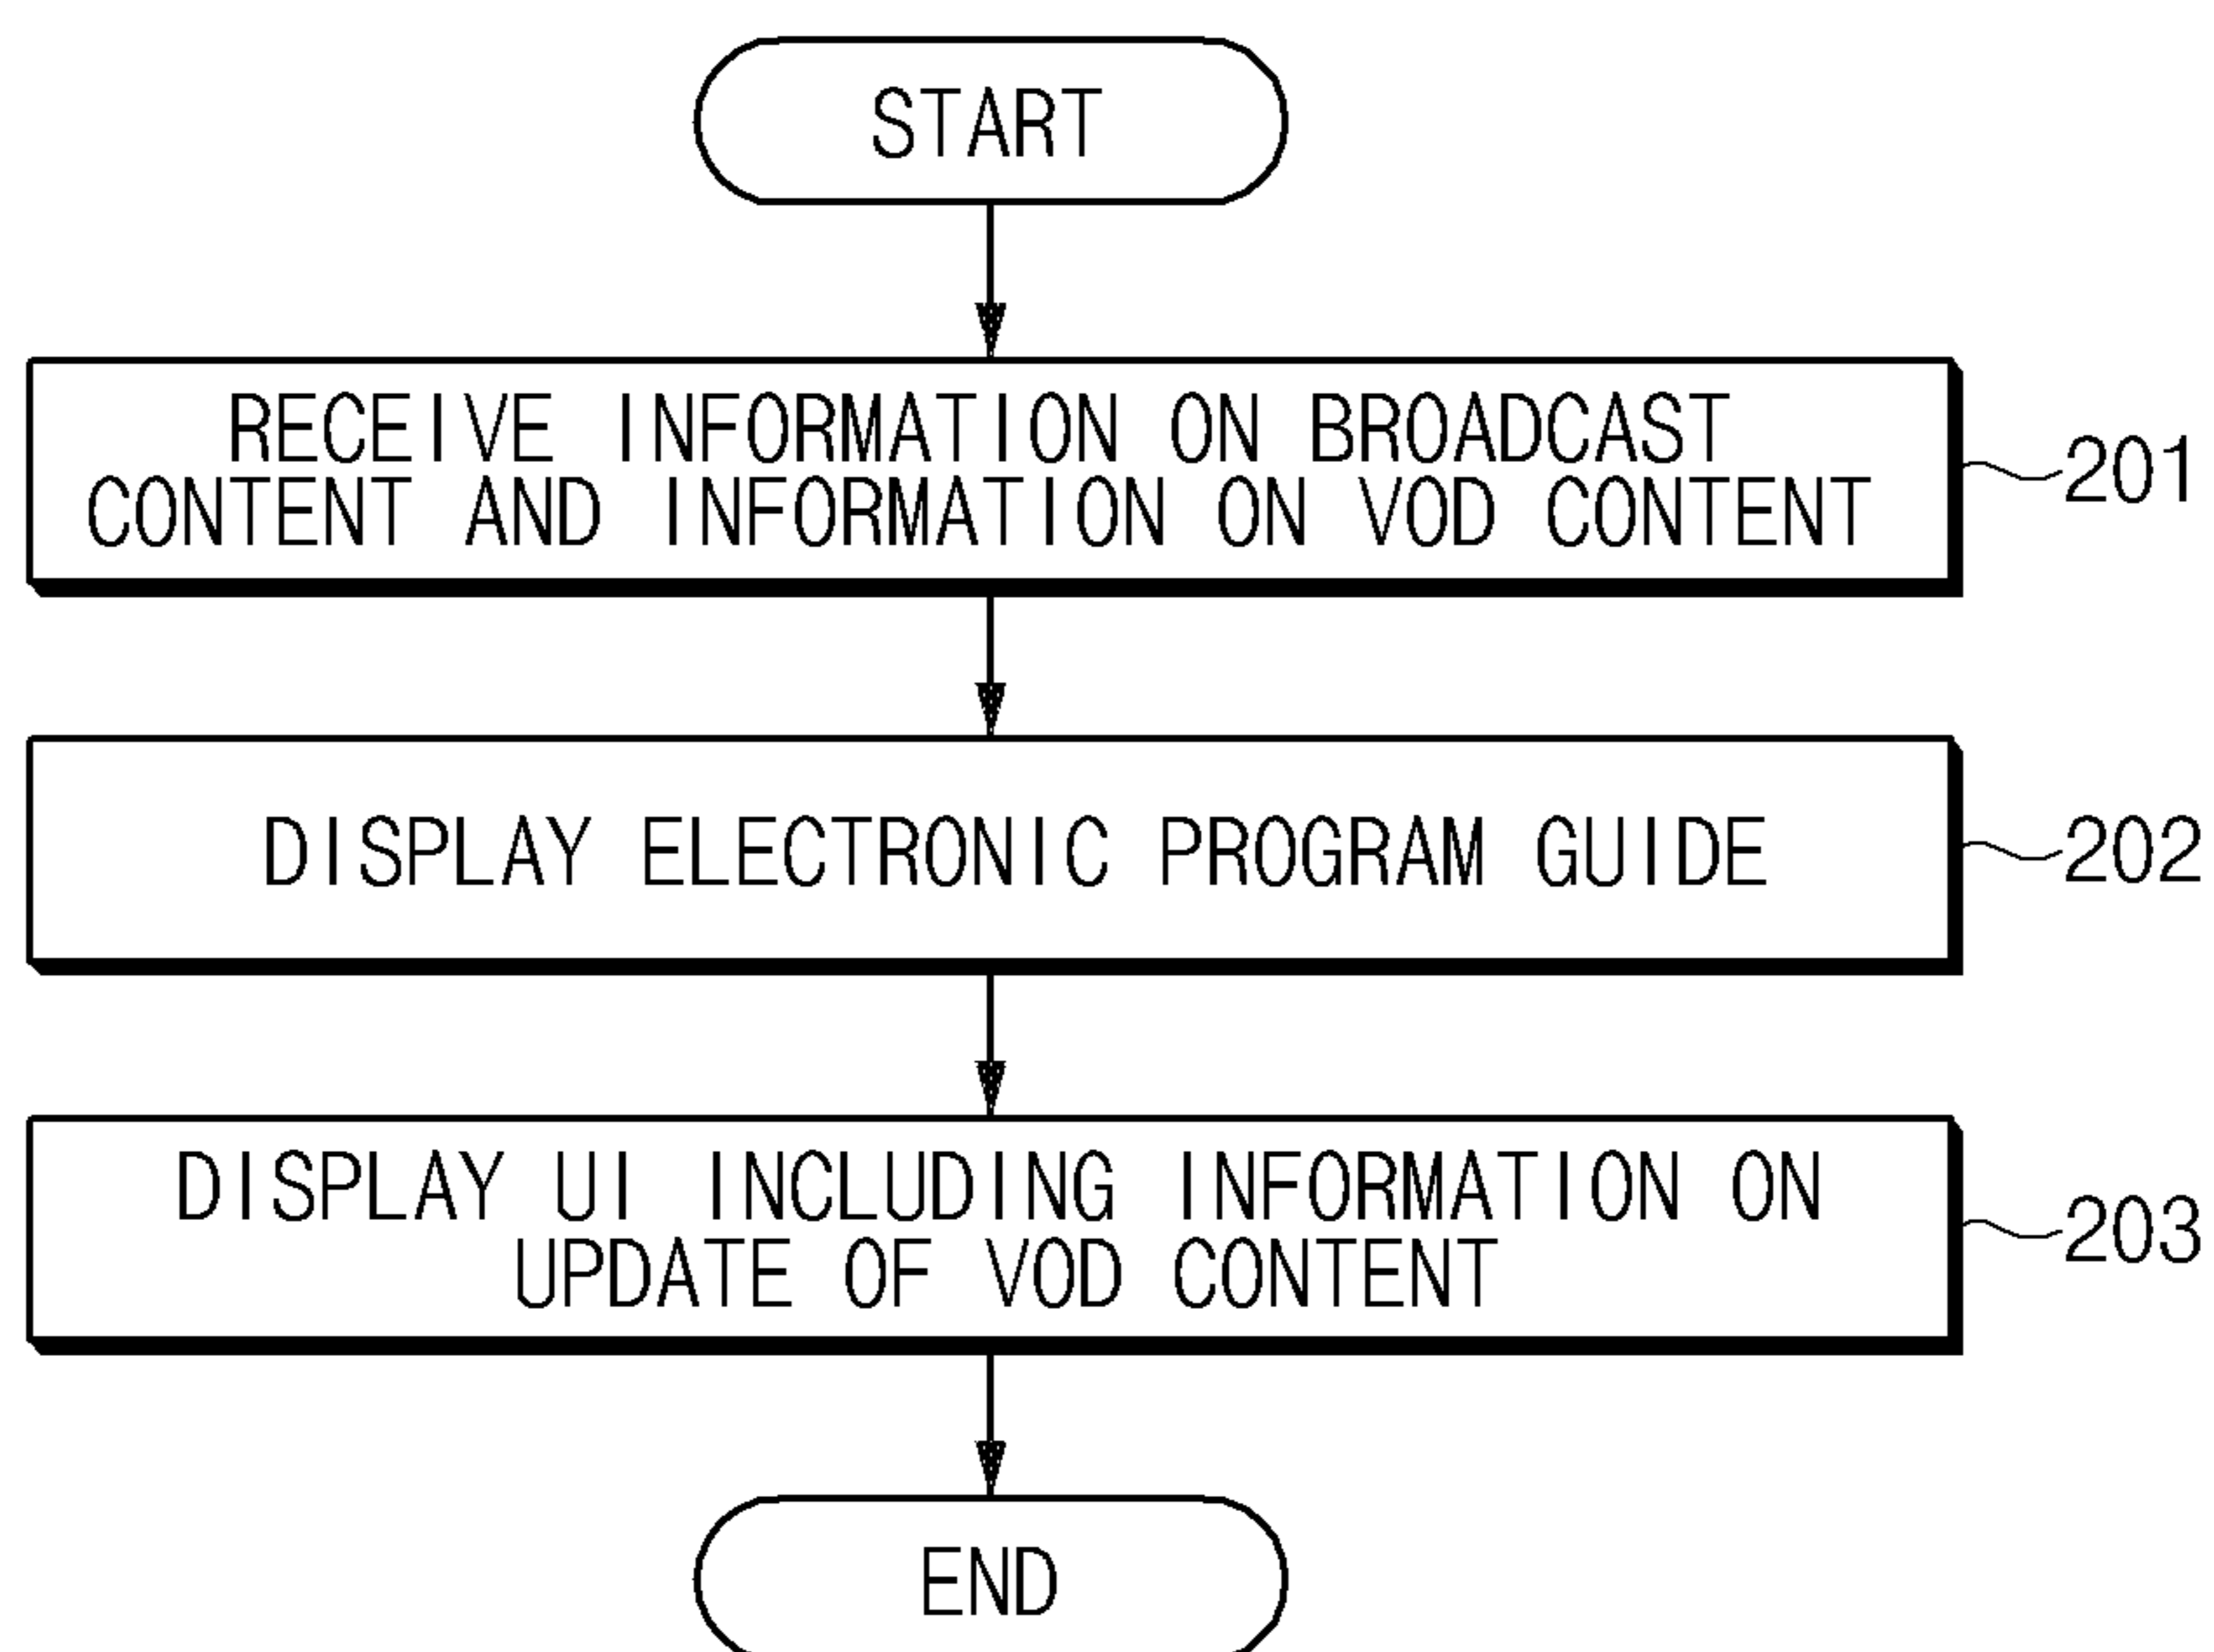 START
RECEIVE INFORMATION ON BROADCAST
CONTENT AND INFORMATION ON VOD CONTENT
201
DISPLAY ELECTRONIC PROGRAM GUIDE
202
DISPLAY UI INCLUDING INFORMATION ON
UPDATE OF VOD CONTENT
203
END